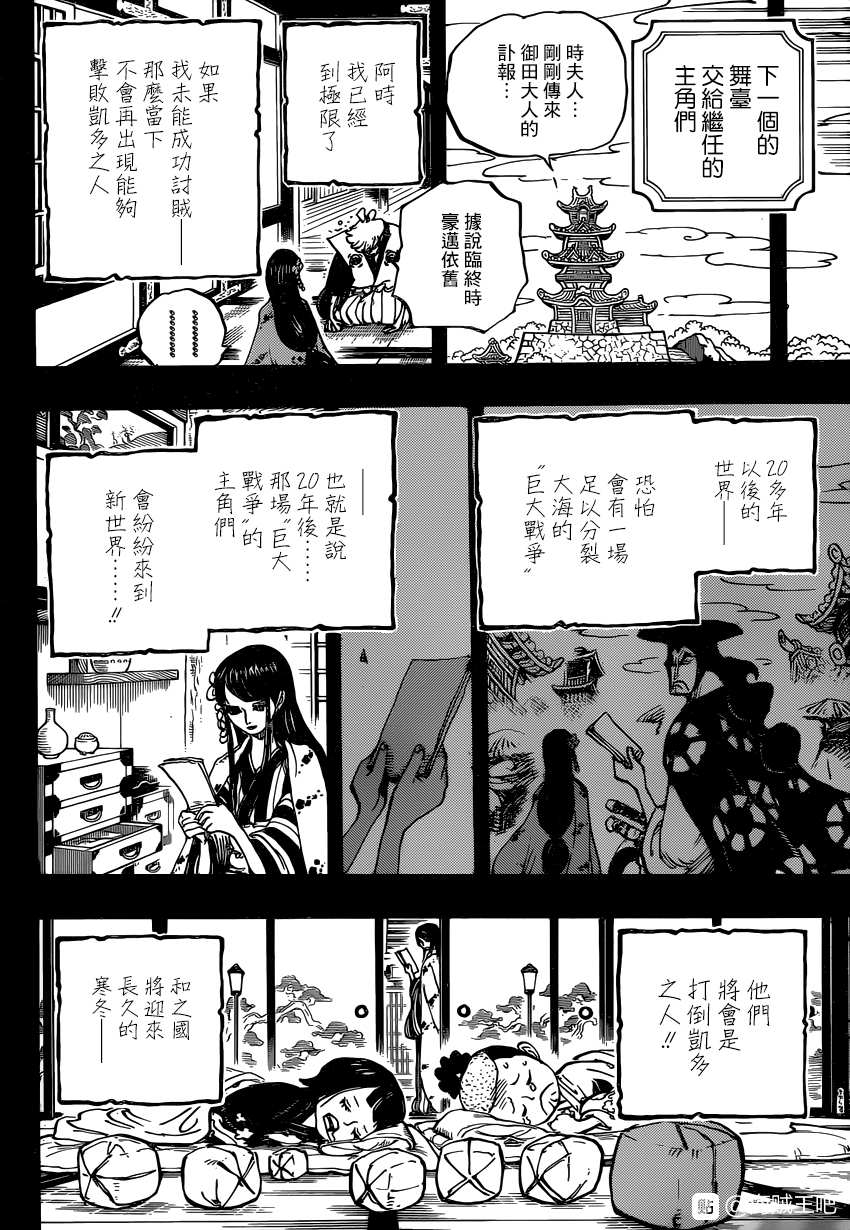 下一個的
舞臺
交給繼任的
主角們
時夫人…
剛剛傳來
御田大人的
訃報…
據說臨終時
豪邁依舊
阿時
我已經
到極限了
如果
我未能成功討賊——
那麼當下
不會再出現能夠
擊敗凱多之人
…………
20多年
以後的
世界——
恐怕
會有一場
足以分裂
大海的
“巨大戰爭”
——
也就是說
20年後……
那場“巨大
戰爭”的
主角們
會紛紛來到
新世界……!!
他們
將會是
打倒凱多
之人!!
和之國
將迎來
長久的
寒冬——
貼